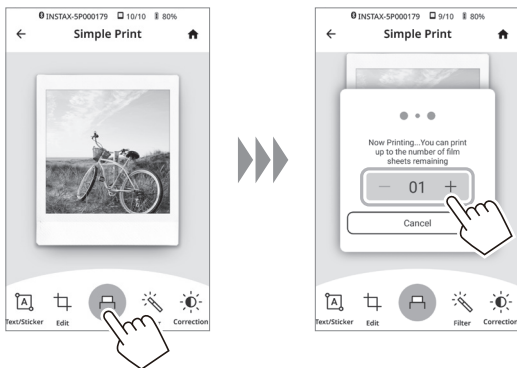 INSTAX-5P000179 10/10 80%
Simple Print
A
Text/Sticker
Edit
Correction
INSTAX-5P000179 9/10 80%
Simple Print
Now Printing...You can print
up to the number of film
sheets remaining
— 01 +
Cancel
A
Text/Sticker
Edit
Filter
Correction